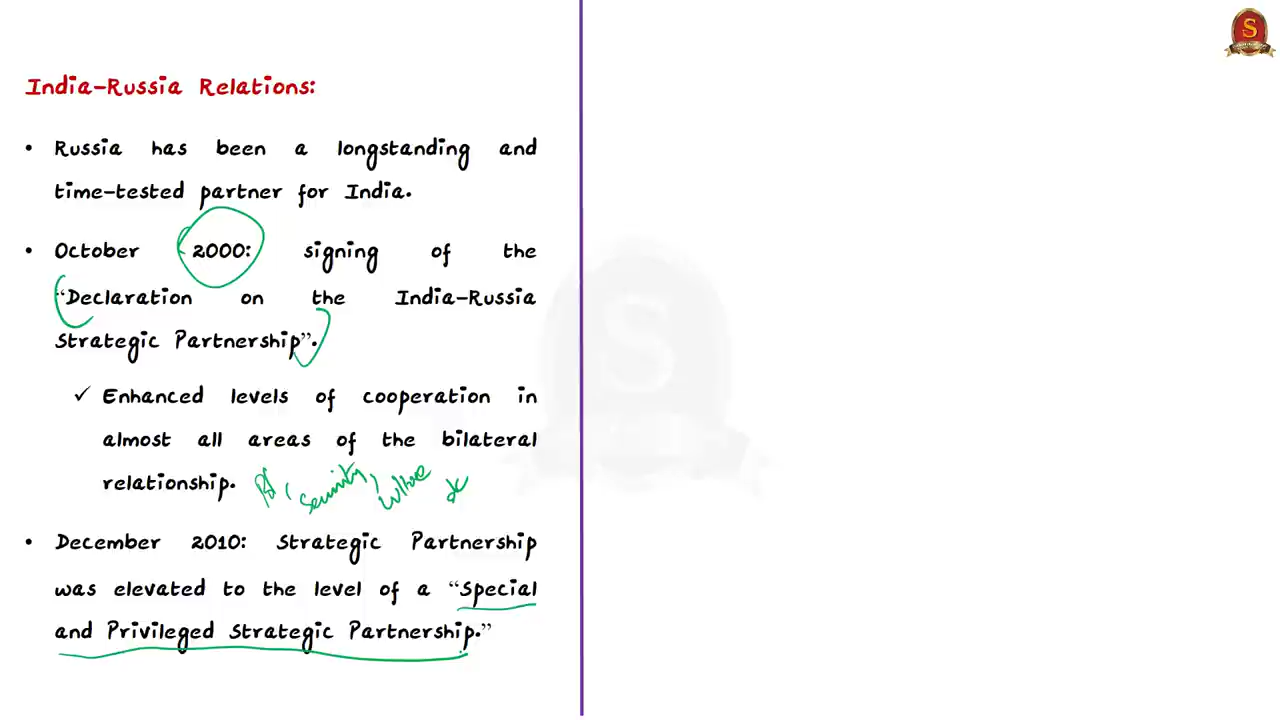 India-Russia Relations:
• Russia has been a longstanding and
time-tested partner for India.
• October 2000: signing of the
"Declaration on the India-Russia
Strategic Partnership".
✓ Enhanced levels of cooperation in
almost all areas of the bilateral
relationship.
, Security, culture
• December 2010: Strategic Partnership
was elevated to the level of a "Special
and Privileged Strategic Partnership."
S
S